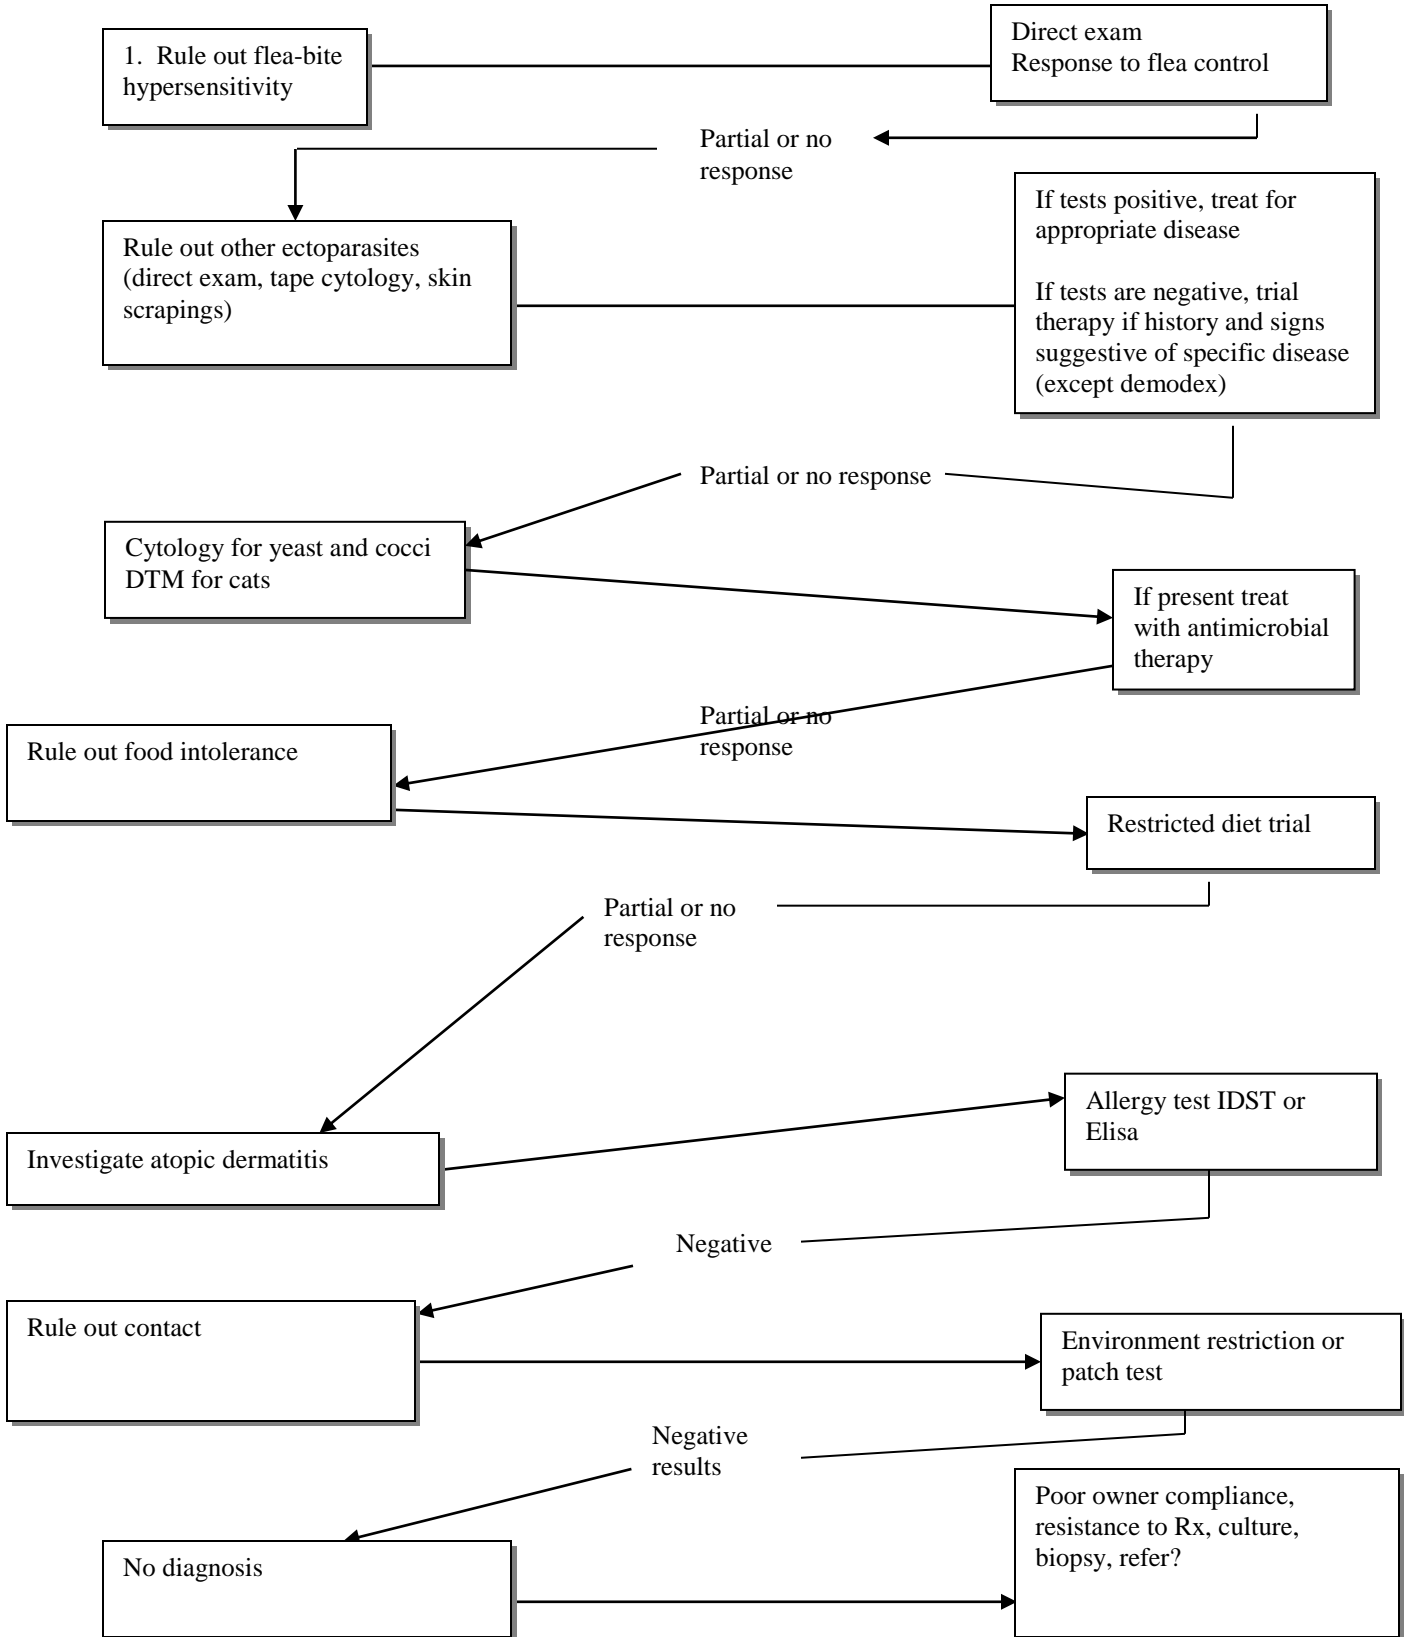 1.  Rule out flea-bite
hypersensitivity
Direct exam
Response to flea control
Partial or no
response
Rule out other ectoparasites
(direct exam, tape cytology, skin
scrapings)
If tests positive, treat for
appropriate disease
If tests are negative, trial
therapy if history and signs
suggestive of specific disease
(except demodex)
Partial or no response
Cytology for yeast and cocci
DTM for cats
If present treat
with antimicrobial
therapy
Partial or no
response
Rule out food intolerance
Restricted diet trial
Partial or no
response
Investigate atopic dermatitis
Allergy test IDST or
Elisa
Negative
Rule out contact
Environment restriction or
patch test
Negative
results
No diagnosis
Poor owner compliance,
resistance to Rx, culture,
biopsy, refer?